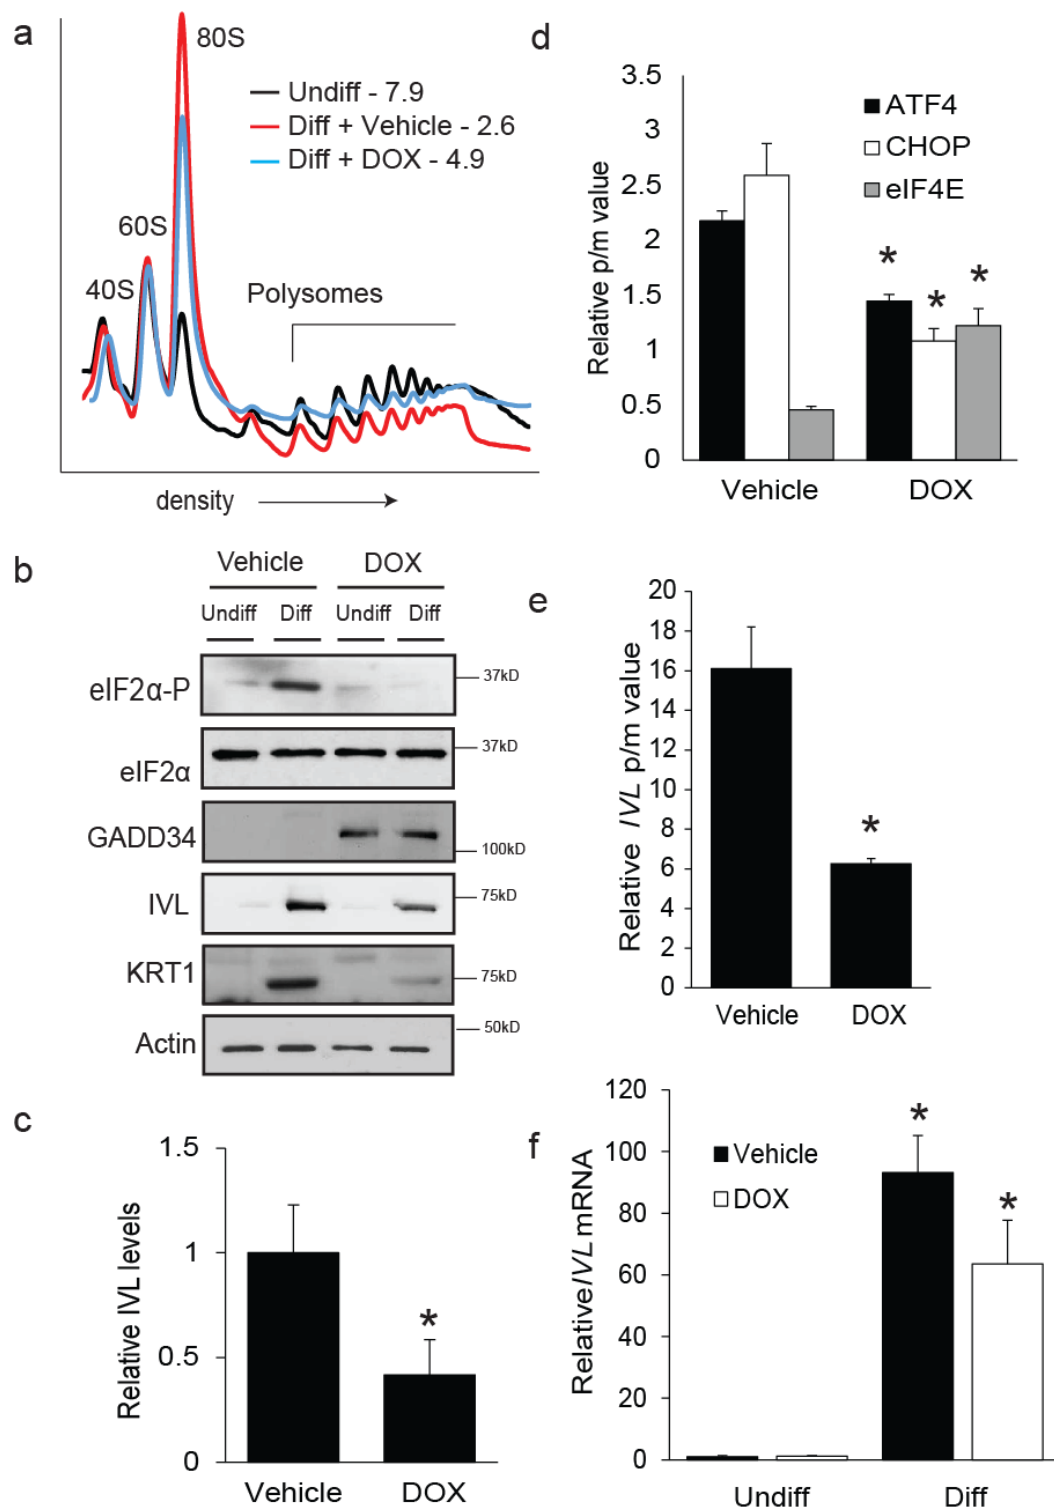 a
80S
60S
40S
Undiff - 7.9
Diff + Vehicle - 2.6
Diff + DOX - 4.9
Polysomes
density
b
Vehicle DOX
Undiff Diff Undiff Diff
eIF2α-P 37kD
eIF2α 37kD
GADD34 100kD
IVL 75kD
KRT1 75kD
Actin 50kD
c
Relative IVL levels
1.5
1
0.5
0
*
Vehicle DOX
d
Relative p/m value
3.5
3
2.5
2
1.5
1
0.5
0
ATF4
CHOP
eIF4E
* * *
Vehicle DOX
e
Relative IVL p/m value
20
18
16
14
12
10
8
6
4
2
0
*
Vehicle DOX
f
Relative IVL mRNA
120
100
80
60
40
20
0
Vehicle
DOX
*
*
Undiff Diff